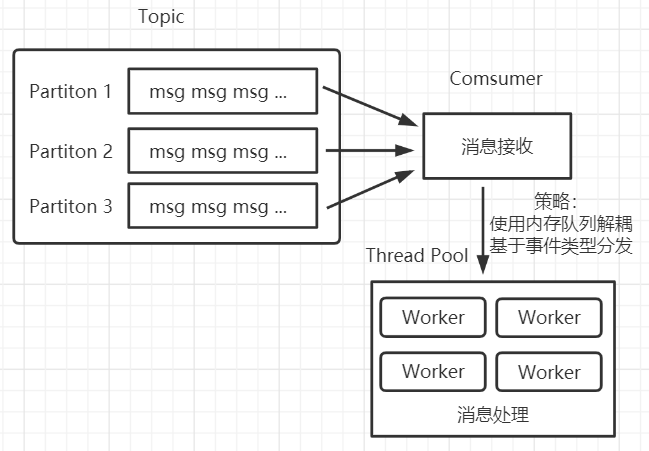 Topic
Partiton 1
msg msg msg ...
Partiton 2
msg msg msg ...
Partiton 3
msg msg msg ...
Comsumer
消息接收
策略：
使用内存队列解耦
基于事件类型分发
Thread Pool
Worker
Worker
Worker
Worker
消息处理